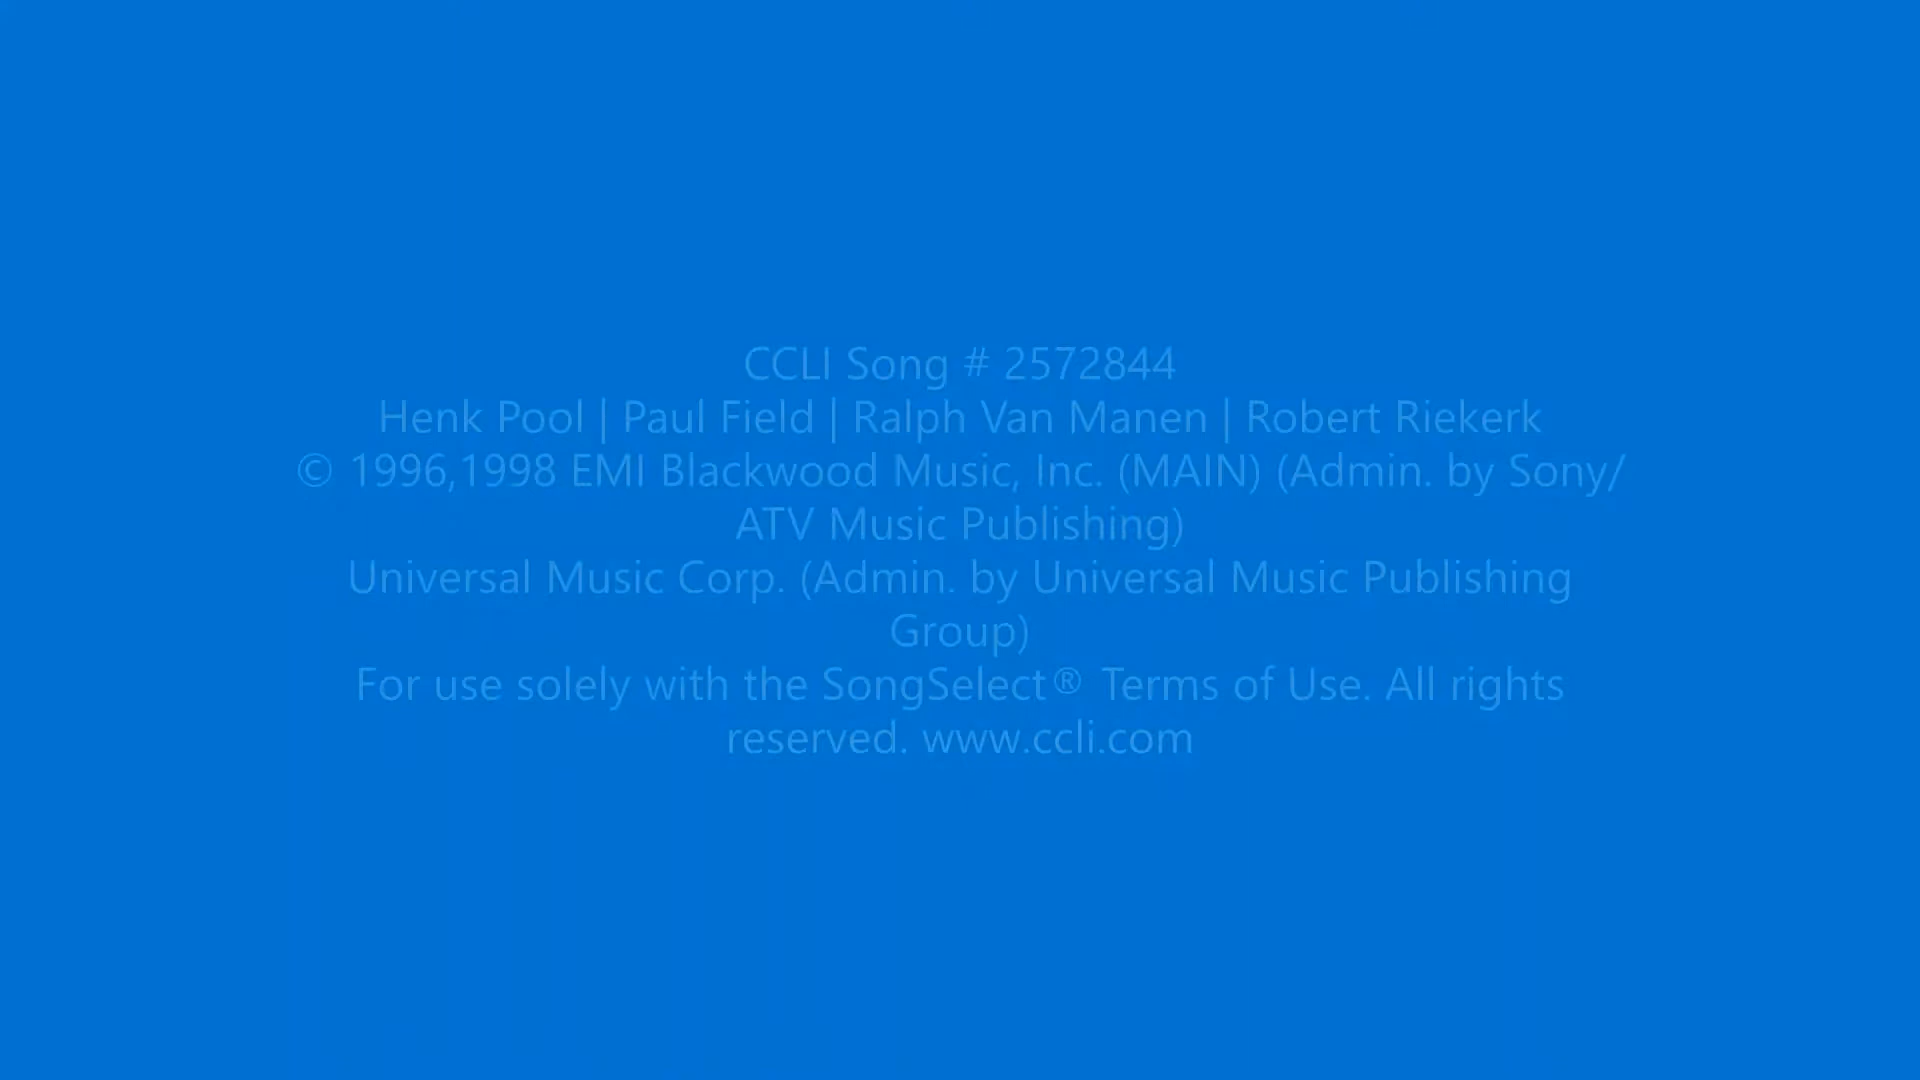 CCLI Song # 2572844
Henk Pool | Paul Field | Ralph Van Manen | Robert Riekerk
© 1996,1998 EMI Blackwood Music, Inc. (MAIN) (Admin. by Sony/
ATV Music Publishing)
Universal Music Corp. (Admin. by Universal Music Publishing
Group)
For use solely with the SongSelect® Terms of Use. All rights
reserved. www.ccli.com